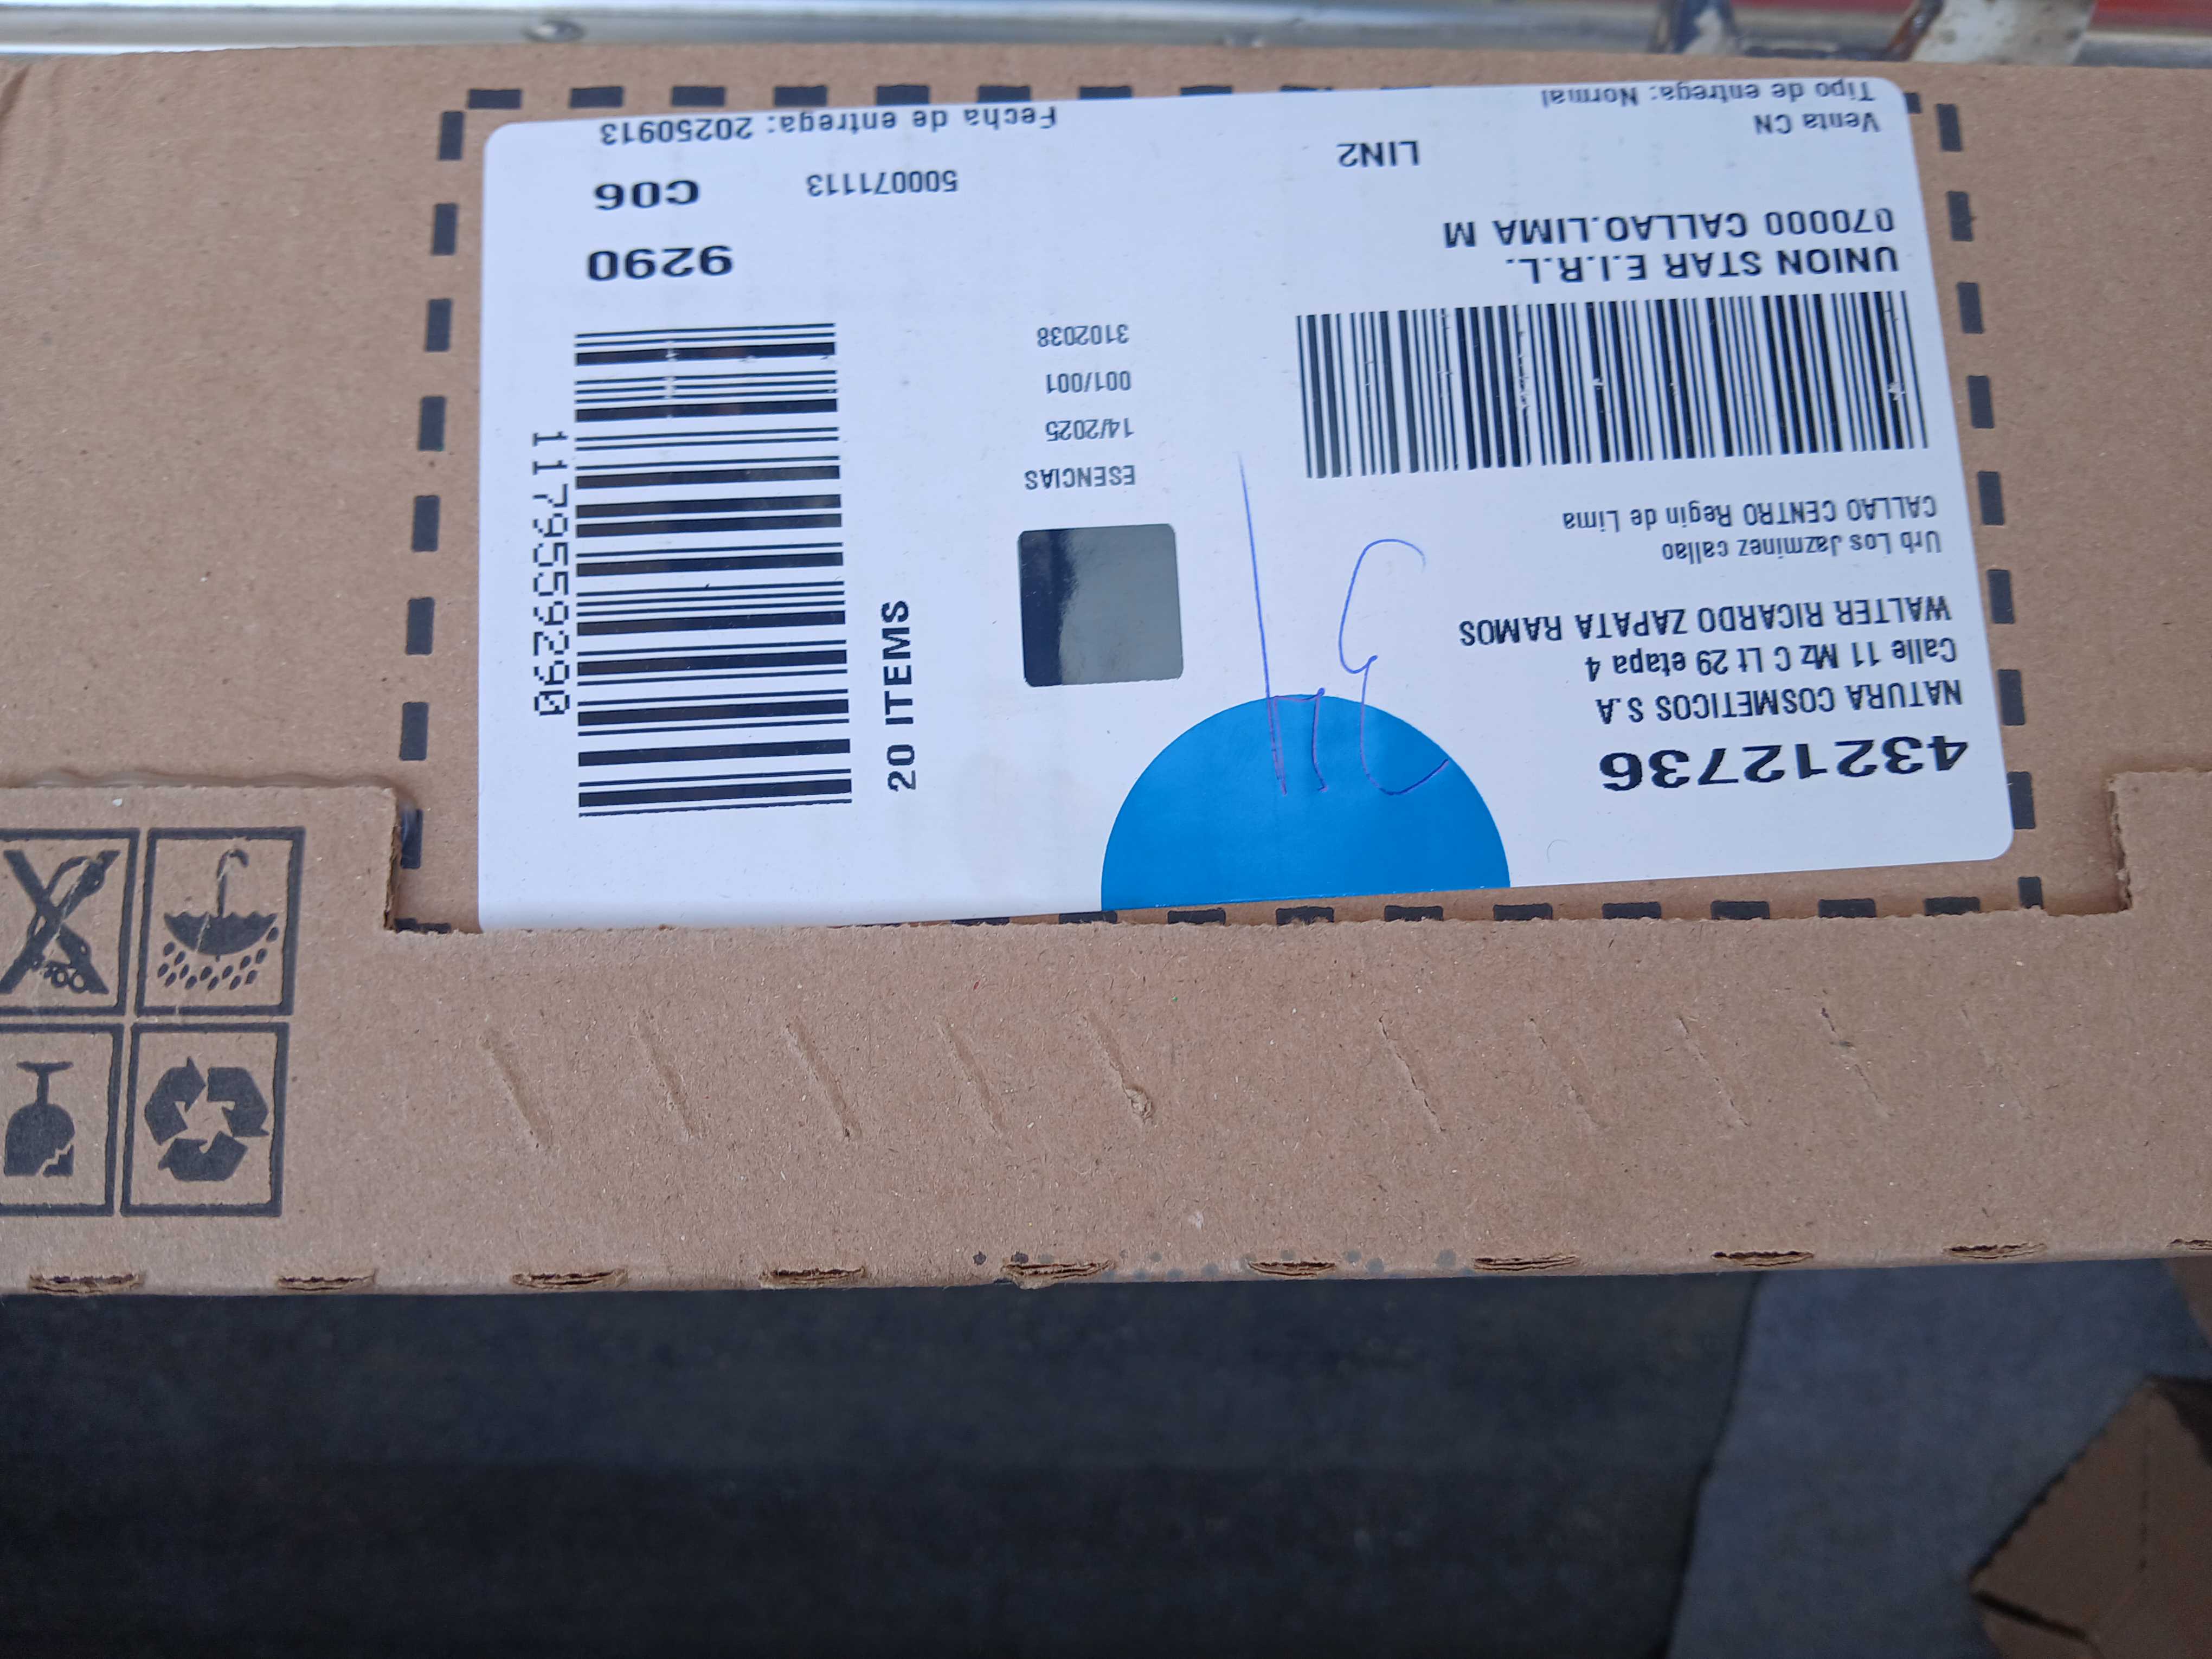 43212736
NATURA COSMETICOS S.A
Calle 11 Mz C Lt 29 etapa 4
WALTER RICARDO ZAPATA RAMOS
Urb Los Jazminez callao
CALLAO CENTRO Regin de Lima
UNION STAR E.I.R.L.
070000 CALLAO.LIMA M
LIN2
Venta CN
Tipo de entrega: Normal
ESENCIAS
14/2025
001/001
3102038
20 ITEMS
1179559290
9290
500071113
C06
Fecha de entrega: 20250913